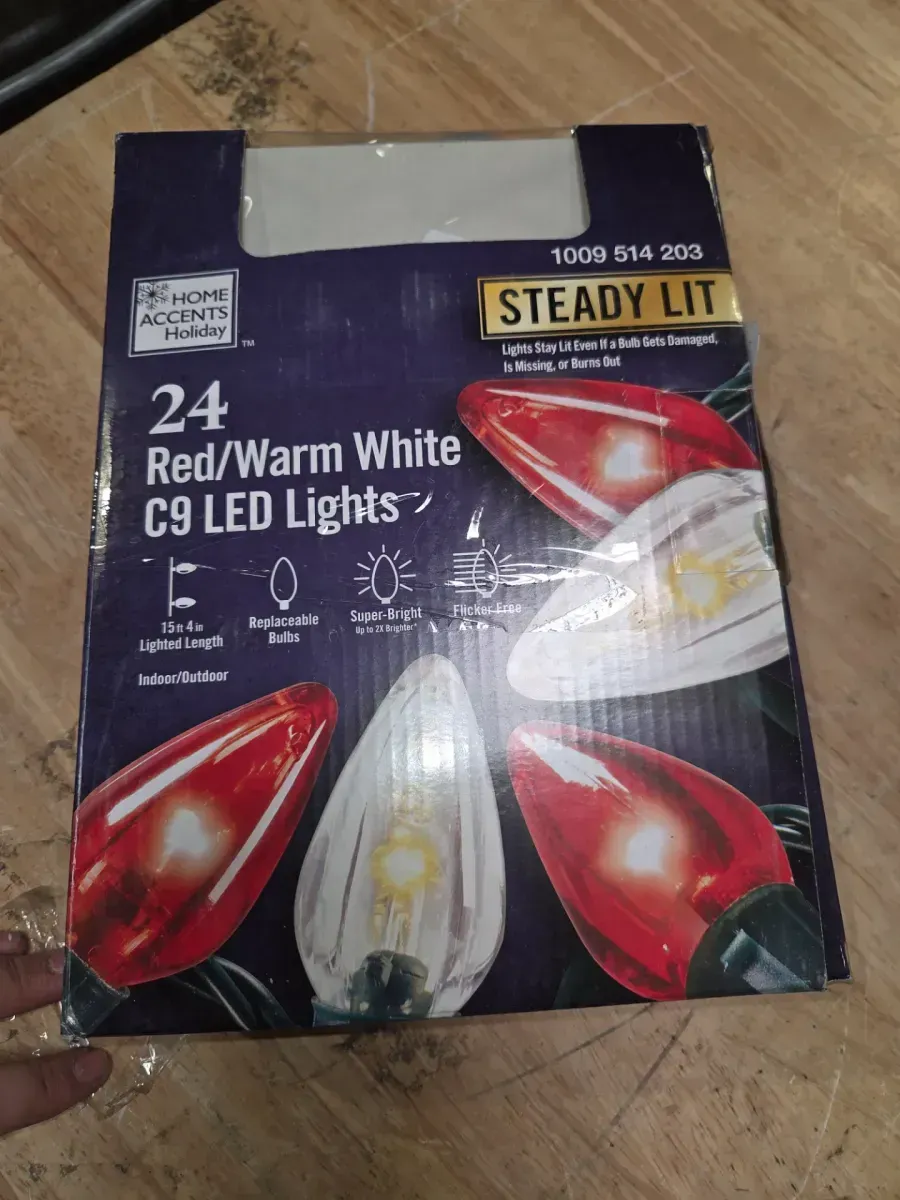 1009 514 203
HOME
ACCENTS
Holiday
TM
STEADY LIT
Lights Stay Lit Even If a Bulb Gets Damaged,
Is Missing, or Burns Out
24
Red/Warm White
C9 LED Lights
15 ft 4 in
Lighted Length
Replaceable
Bulbs
Super-Bright
Up to 2X Brighter*
Flicker-Free
Indoor/Outdoor